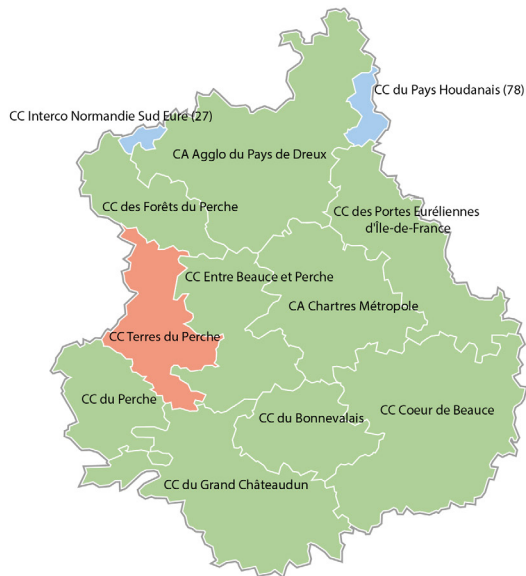 CC du Pays Houdanais (78)
CC Interco Normandie Sud Eure (27)
CA Agglo du Pays de Dreux
CC des Forêts du Perche
CC des Portes Euréliennes
d'Île-de-France
CC Entre Beauce et Perche
CA Chartres Métropole
CC Terres du Perche
CC du Perche
CC Coeur de Beauce
CC du Bonnevalais
CC du Grand Châteaudun